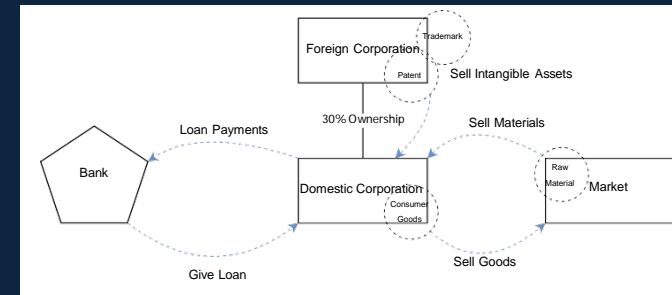 Trademark
Foreign Corporation
Patent
Sell Intangible Assets
30% Ownership
Loan Payments
Sell Materials
Bank
Raw
Material
Market
Domestic Corporation
Consumer
Goods
Sell Goods
Give Loan